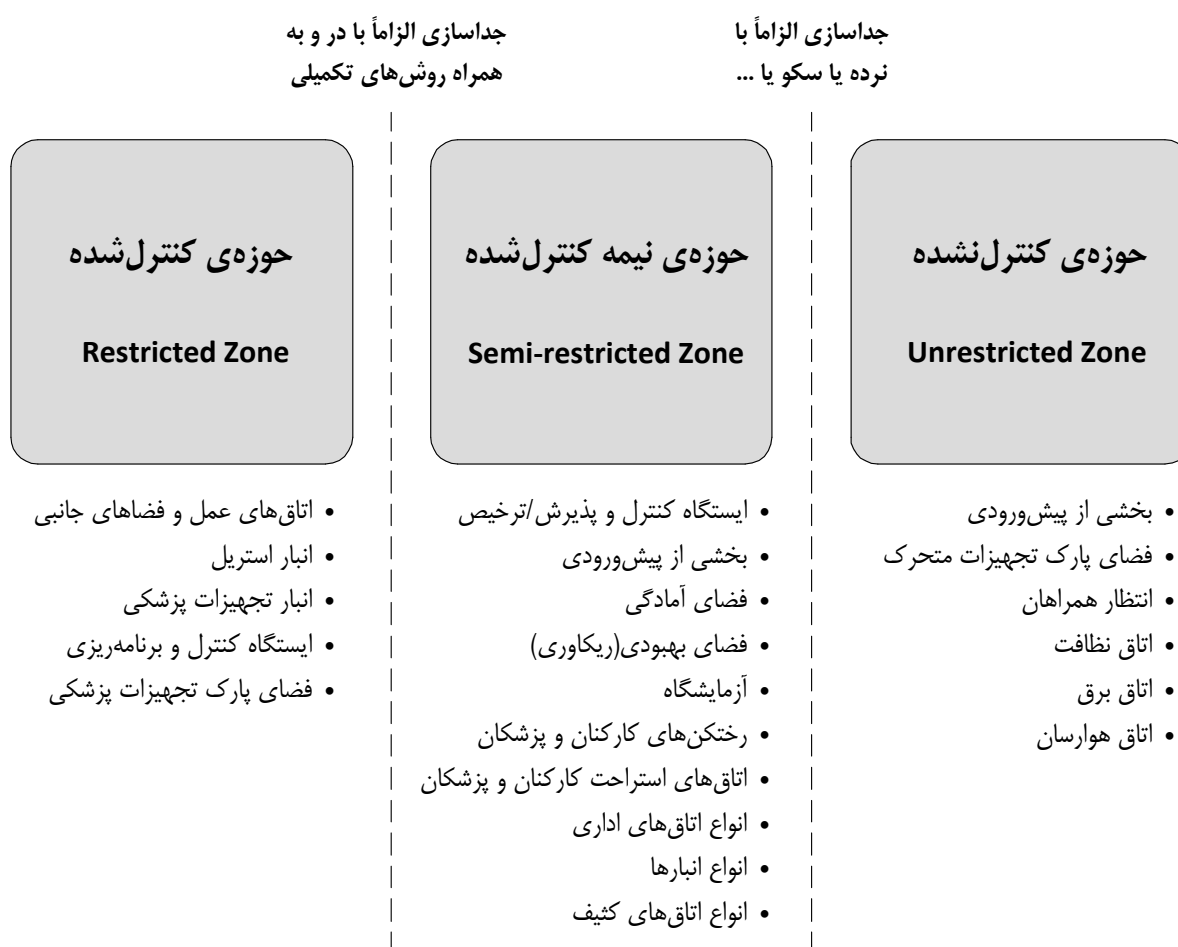 جداسازی الزاماً با
نرده یا سکو یا ...
جداسازی الزاماً با در و به
همراه روش‌های تکمیلی
حوزه‌ی کنترل‌نشده
Unrestricted Zone
• بخشی از پیش‌ورودی
• فضای پارک تجهیزات متحرک
• انتظار همراهان
• اتاق نظافت
• اتاق برق
• اتاق هوارسان
حوزه‌ی نیمه کنترل‌شده
Semi-restricted Zone
• ایستگاه کنترل و پذیرش/ترخیص
• بخشی از پیش‌ورودی
• فضای آمادگی
• فضای بهبودی(ریکاوری)
• آزمایشگاه
• رختکن‌های کارکنان و پزشکان
• اتاق‌های استراحت کارکنان و پزشکان
• انواع اتاق‌های اداری
• انواع انبارها
• انواع اتاق‌های کثیف
حوزه‌ی کنترل‌شده
Restricted Zone
• اتاق‌های عمل و فضاهای جانبی
• انبار استریل
• انبار تجهیزات پزشکی
• ایستگاه کنترل و برنامه‌ریزی
• فضای پارک تجهیزات پزشکی